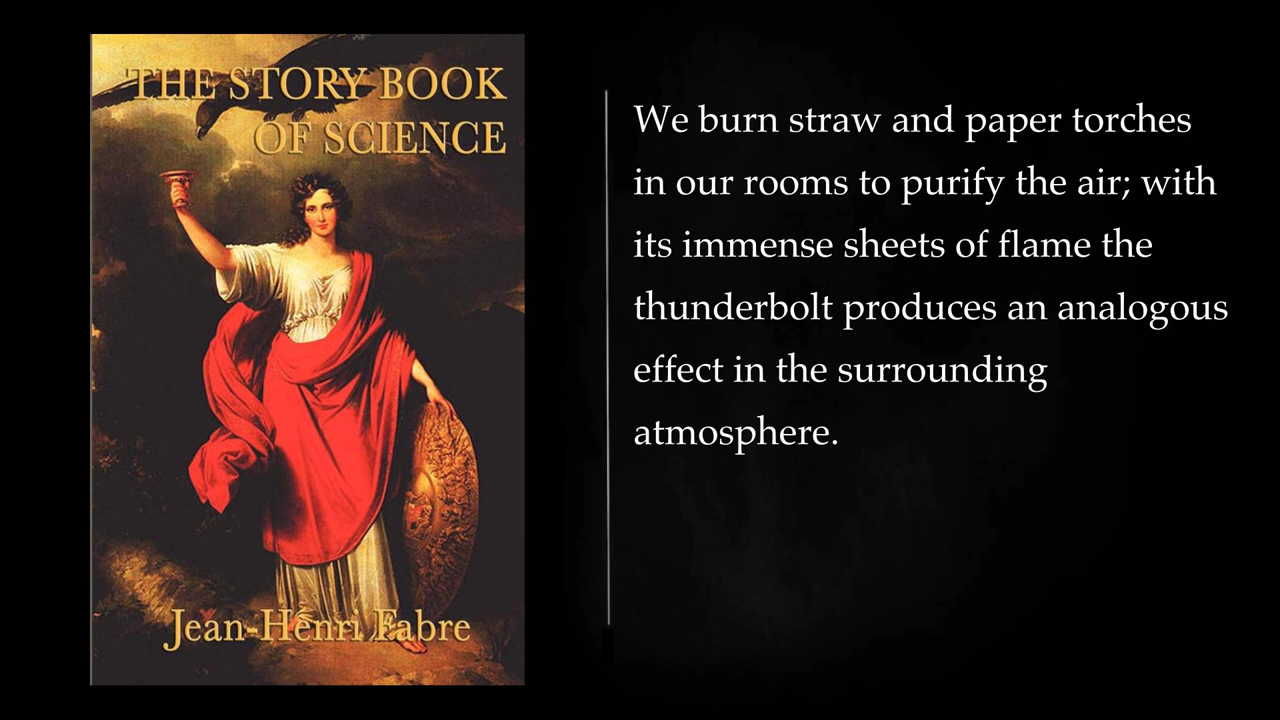 THE STORY BOOK
OF SCIENCE
Jean-Henri Fabre
We burn straw and paper torches
in our rooms to purify the air; with
its immense sheets of flame the
thunderbolt produces an analogous
effect in the surrounding
atmosphere.